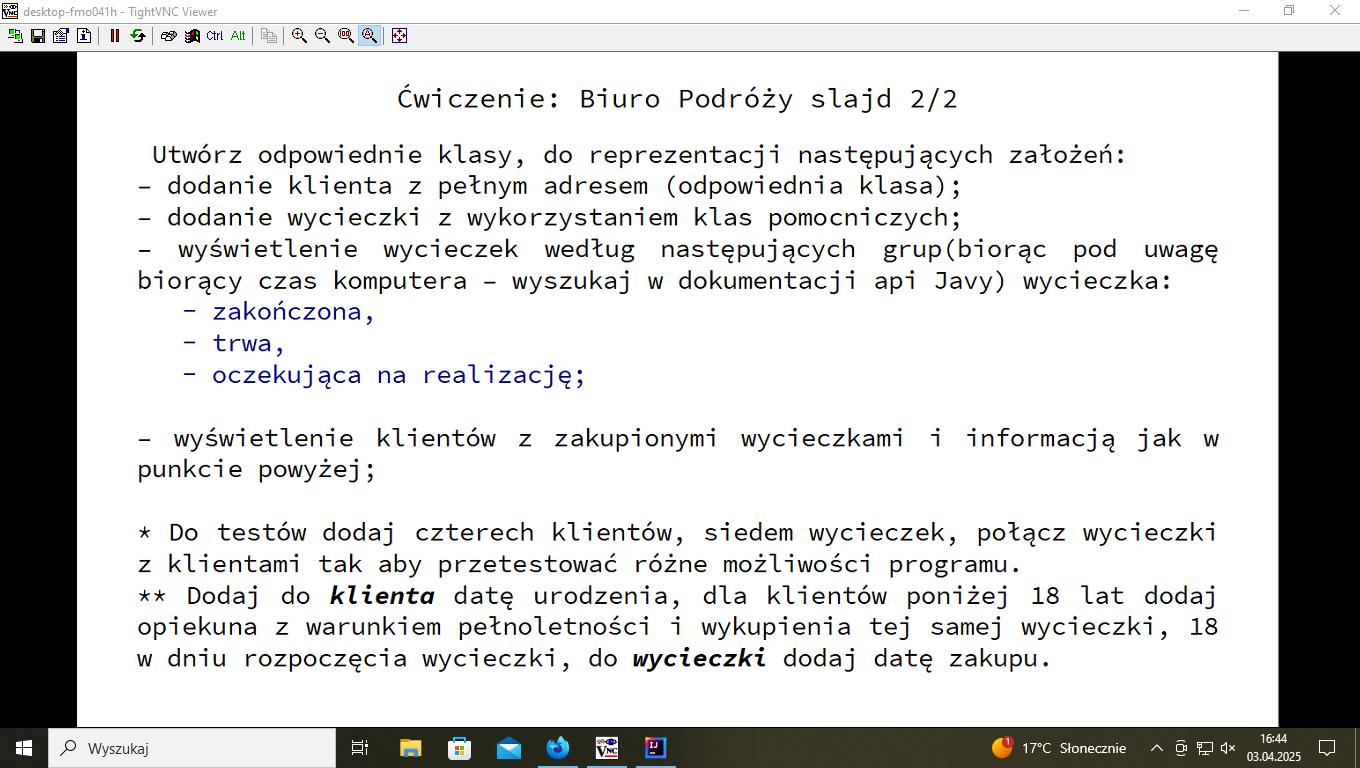 desktop-fmo041h - TightVNC Viewer
Ctrl Alt
Ćwiczenie: Biuro Podróży slajd 2/2
Utwórz odpowiednie klasy, do reprezentacji następujących założeń:
– dodanie klienta z pełnym adresem (odpowiednia klasa);
– dodanie wycieczki z wykorzystaniem klas pomocniczych;
– wyświetlenie wycieczek według następujących grup(biorąc pod uwagę
biorący czas komputera – wyszukaj w dokumentacji api Javy) wycieczka:
- zakończona,
- trwa,
- oczekująca na realizację;
– wyświetlenie klientów z zakupionymi wycieczkami i informacją jak w
punkcie powyżej;
* Do testów dodaj czterech klientów, siedem wycieczek, połącz wycieczki
z klientami tak aby przetestować różne możliwości programu.
** Dodaj do klienta datę urodzenia, dla klientów poniżej 18 lat dodaj
opiekuna z warunkiem pełnoletności i wykupienia tej samej wycieczki, 18
w dniu rozpoczęcia wycieczki, do wycieczki dodaj datę zakupu.
Wyszukaj
1
17°C Słonecznie
16:44
03.04.2025